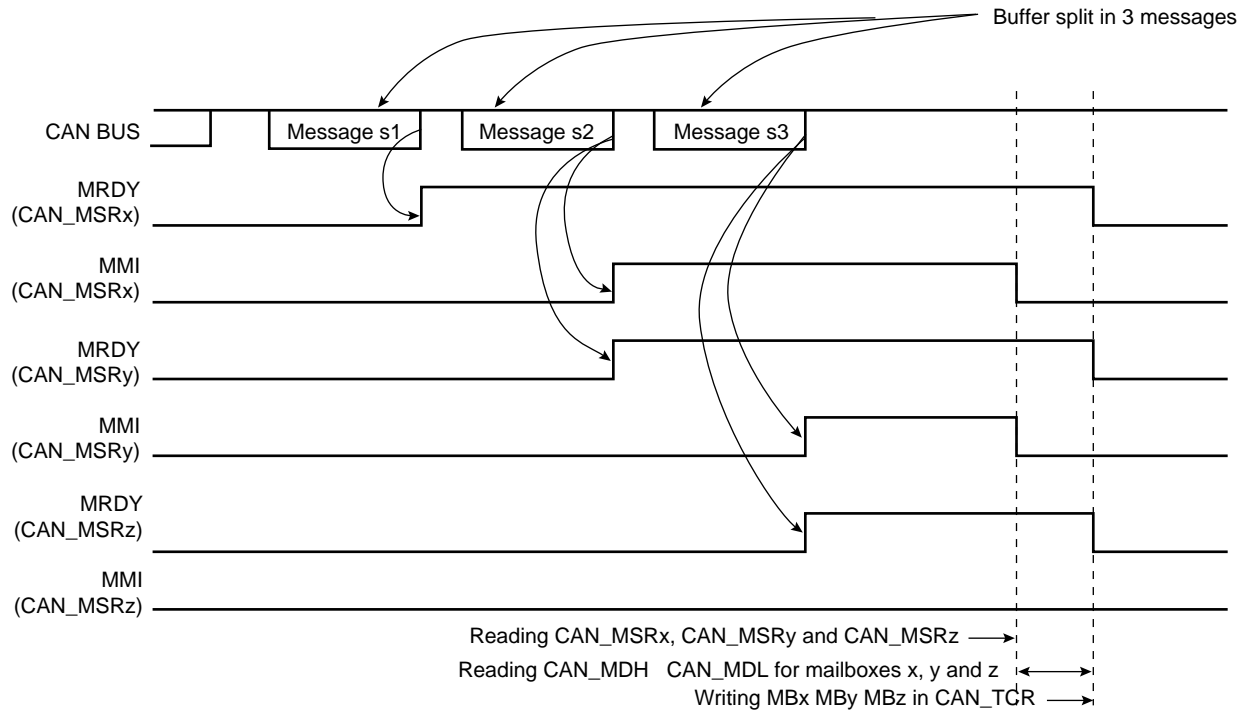 Buffer split in 3 messages
CAN BUS
Message s1
Message s2
Message s3
MRDY
(CAN_MSRx)
MMI
(CAN_MSRx)
MRDY
(CAN_MSRy)
MMI
(CAN_MSRy)
MRDY
(CAN_MSRz)
MMI
(CAN_MSRz)
Reading CAN_MSRx, CAN_MSRy and CAN_MSRz
Reading CAN_MDH CAN_MDL for mailboxes x, y and z
Writing MBx MBy MBz in CAN_TCR